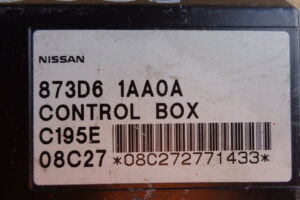 NISSAN
873D6 1AA0A
CONTROL BOX
C195E
08C27 *08C272771433*